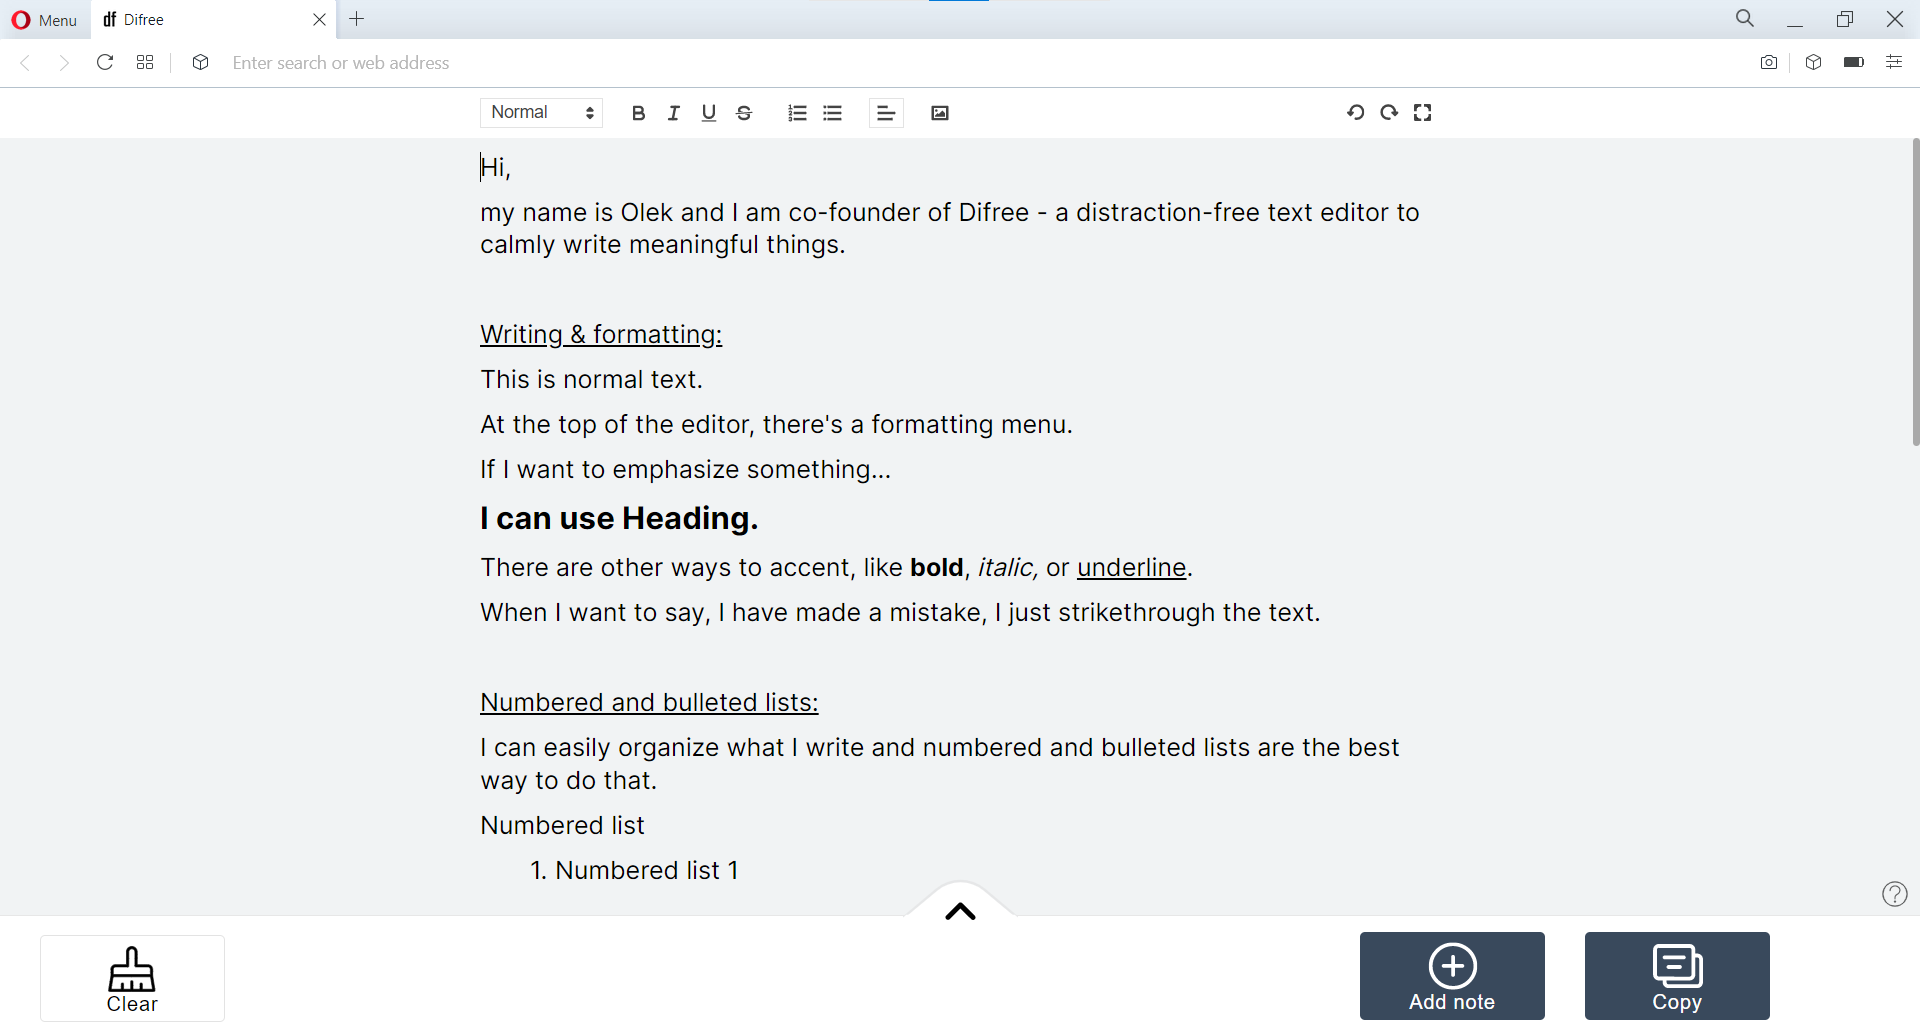 Menu
df Difree
Enter search or web address
Normal
B I U S
Hi,
my name is Olek and I am co-founder of Difree - a distraction-free text editor to
calmly write meaningful things.
Writing & formatting:
This is normal text.
At the top of the editor, there's a formatting menu.
If I want to emphasize something...
I can use Heading.
There are other ways to accent, like bold, italic, or underline.
When I want to say, I have made a mistake, I just strikethrough the text.
Numbered and bulleted lists:
I can easily organize what I write and numbered and bulleted lists are the best
way to do that.
Numbered list
1. Numbered list 1
Clear
Add note
Copy